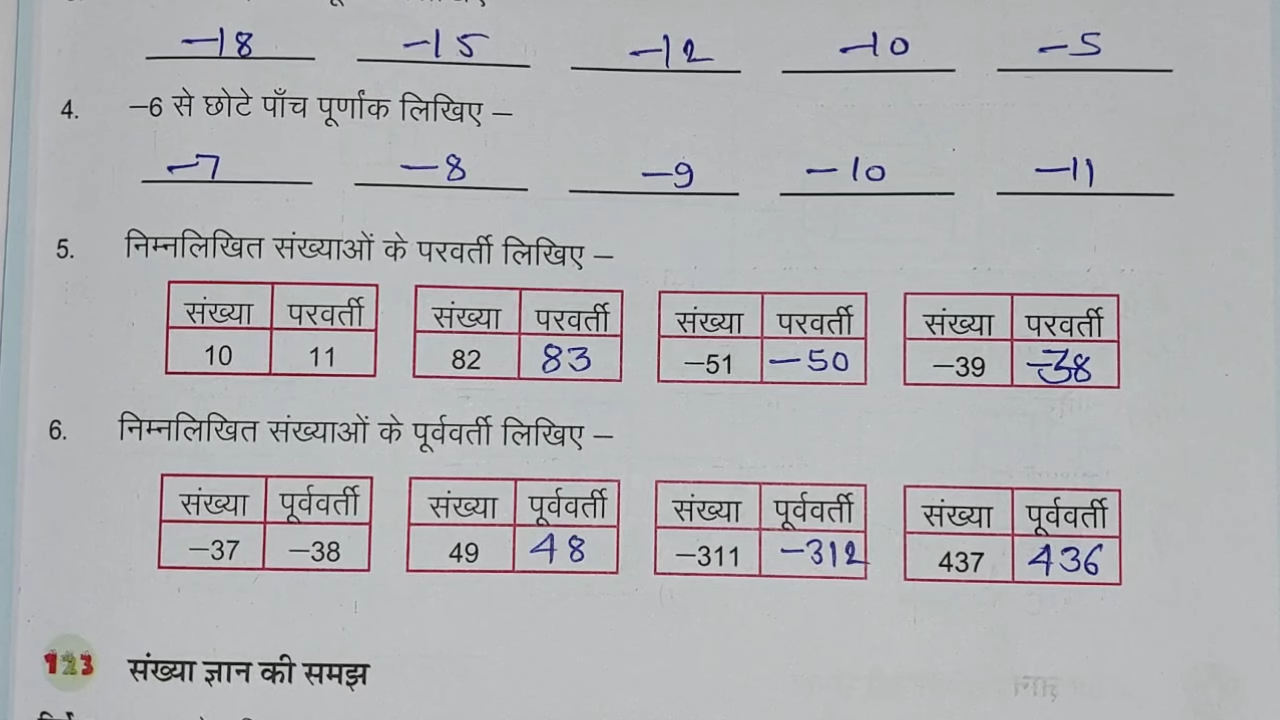 लिखिए
–18 –15 –12 –10 –5
4. –6 से छोटे पाँच पूर्णांक लिखिए –
–7 –8 –9 –10 –11
5. निम्नलिखित संख्याओं के परवर्ती लिखिए –
संख्या परवर्ती संख्या परवर्ती संख्या परवर्ती संख्या परवर्ती
10 11 82 83 –51 –50 –39 –38
6. निम्नलिखित संख्याओं के पूर्ववर्ती लिखिए –
संख्या पूर्ववर्ती संख्या पूर्ववर्ती संख्या पूर्ववर्ती संख्या पूर्ववर्ती
–37 –38 49 48 –311 –312 437 436
123 संख्या ज्ञान की समझ